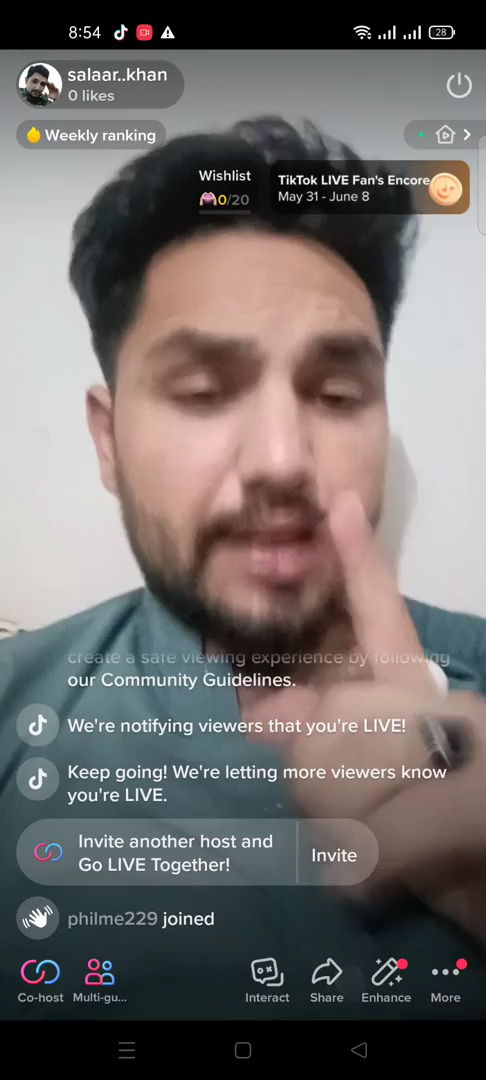 8:54
28
salaar..khan
0 likes
Weekly ranking
Wishlist
0/20
TikTok LIVE Fan's Encore
May 31 - June 8
create a safe viewing experience by following
our Community Guidelines.
We're notifying viewers that you're LIVE!
Keep going! We're letting more viewers know
you're LIVE.
Invite another host and
Go LIVE Together!
Invite
philme229 joined
Co-host
Multi-gu...
Interact
Share
Enhance
More